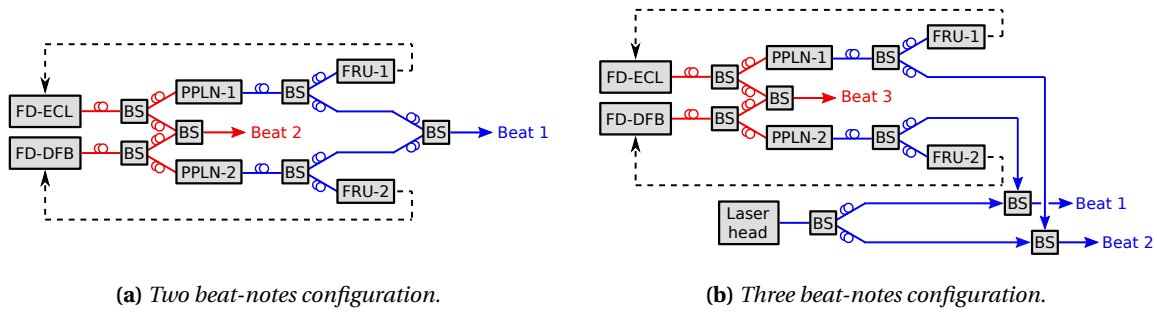 FD-ECL
FD-DFB
BS
BS
BS
PPLN-1
PPLN-2
BS
BS
FRU-1
FRU-2
BS
Beat 2
Beat 1
(a) Two beat-notes configuration.
FD-ECL
FD-DFB
BS
BS
BS
PPLN-1
PPLN-2
BS
BS
FRU-1
FRU-2
Beat 3
Laser
head
BS
BS
BS
Beat 1
Beat 2
(b) Three beat-notes configuration.